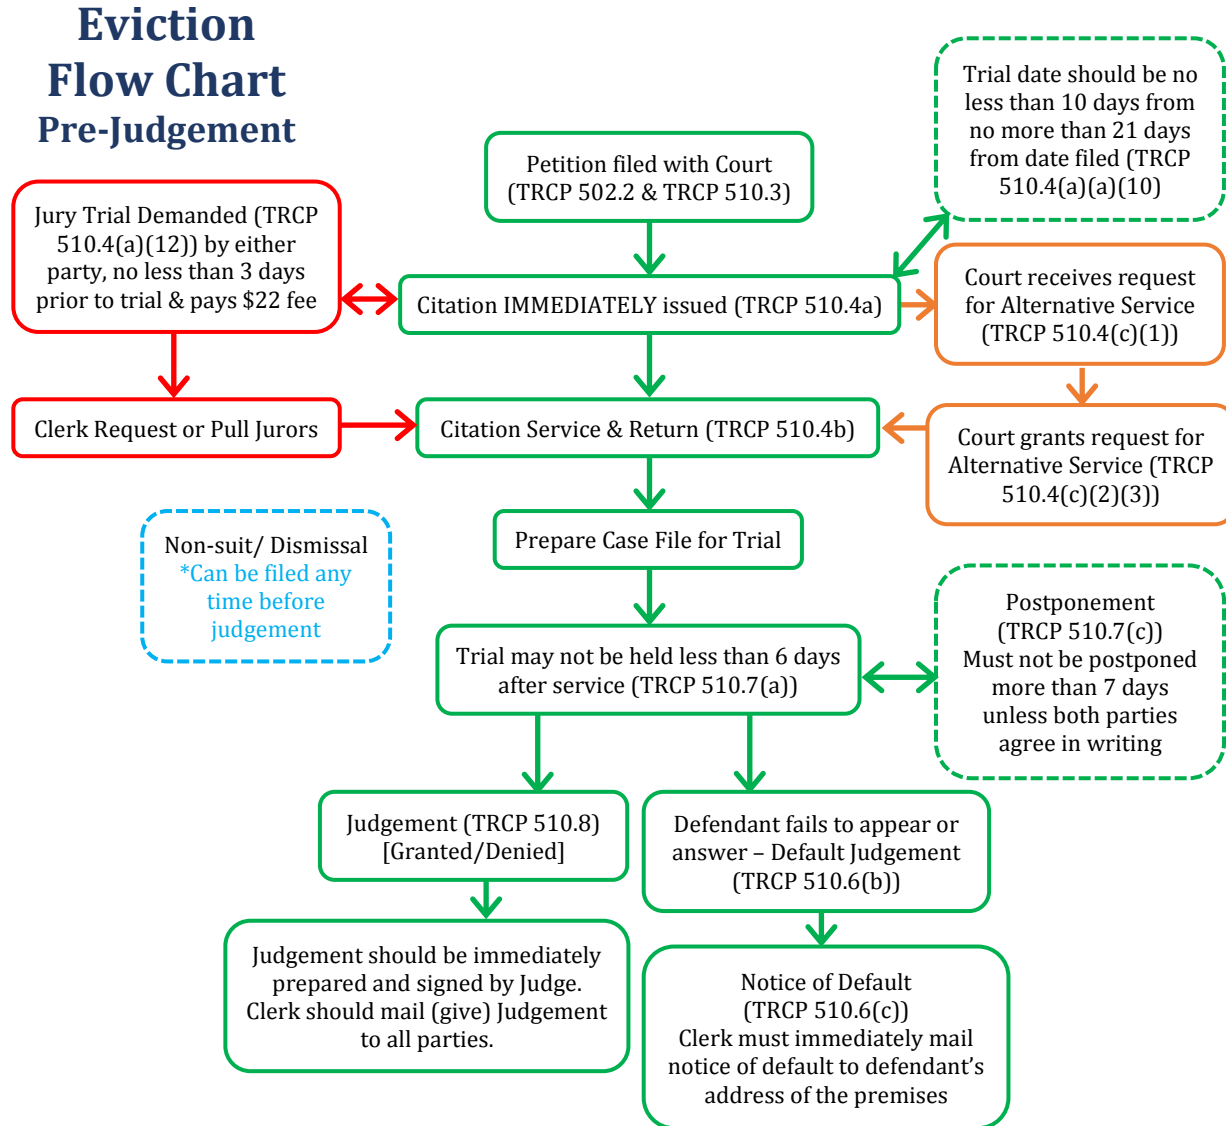 Eviction
Flow Chart
Pre-Judgement
Trial date should be no
less than 10 days from
no more than 21 days
from date filed (TRCP
510.4(a)(a)(10)
Petition filed with Court
(TRCP 502.2 & TRCP 510.3)
Jury Trial Demanded (TRCP
510.4(a)(12)) by either
party, no less than 3 days
prior to trial & pays $22 fee
Citation IMMEDIATELY issued (TRCP 510.4a)
Court receives request
for Alternative Service
(TRCP 510.4(c)(1))
Clerk Request or Pull Jurors
Citation Service & Return (TRCP 510.4b)
Court grants request for
Alternative Service (TRCP
510.4(c)(2)(3))
Non-suit/ Dismissal
*Can be filed any
time before
judgement
Prepare Case File for Trial
Trial may not be held less than 6 days
after service (TRCP 510.7(a))
Postponement
(TRCP 510.7(c))
Must not be postponed
more than 7 days
unless both parties
agree in writing
Judgement (TRCP 510.8)
[Granted/Denied]
Defendant fails to appear or
answer – Default Judgement
(TRCP 510.6(b))
Judgement should be immediately
prepared and signed by Judge.
Clerk should mail (give) Judgement
to all parties.
Notice of Default
(TRCP 510.6(c))
Clerk must immediately mail
notice of default to defendant’s
address of the premises